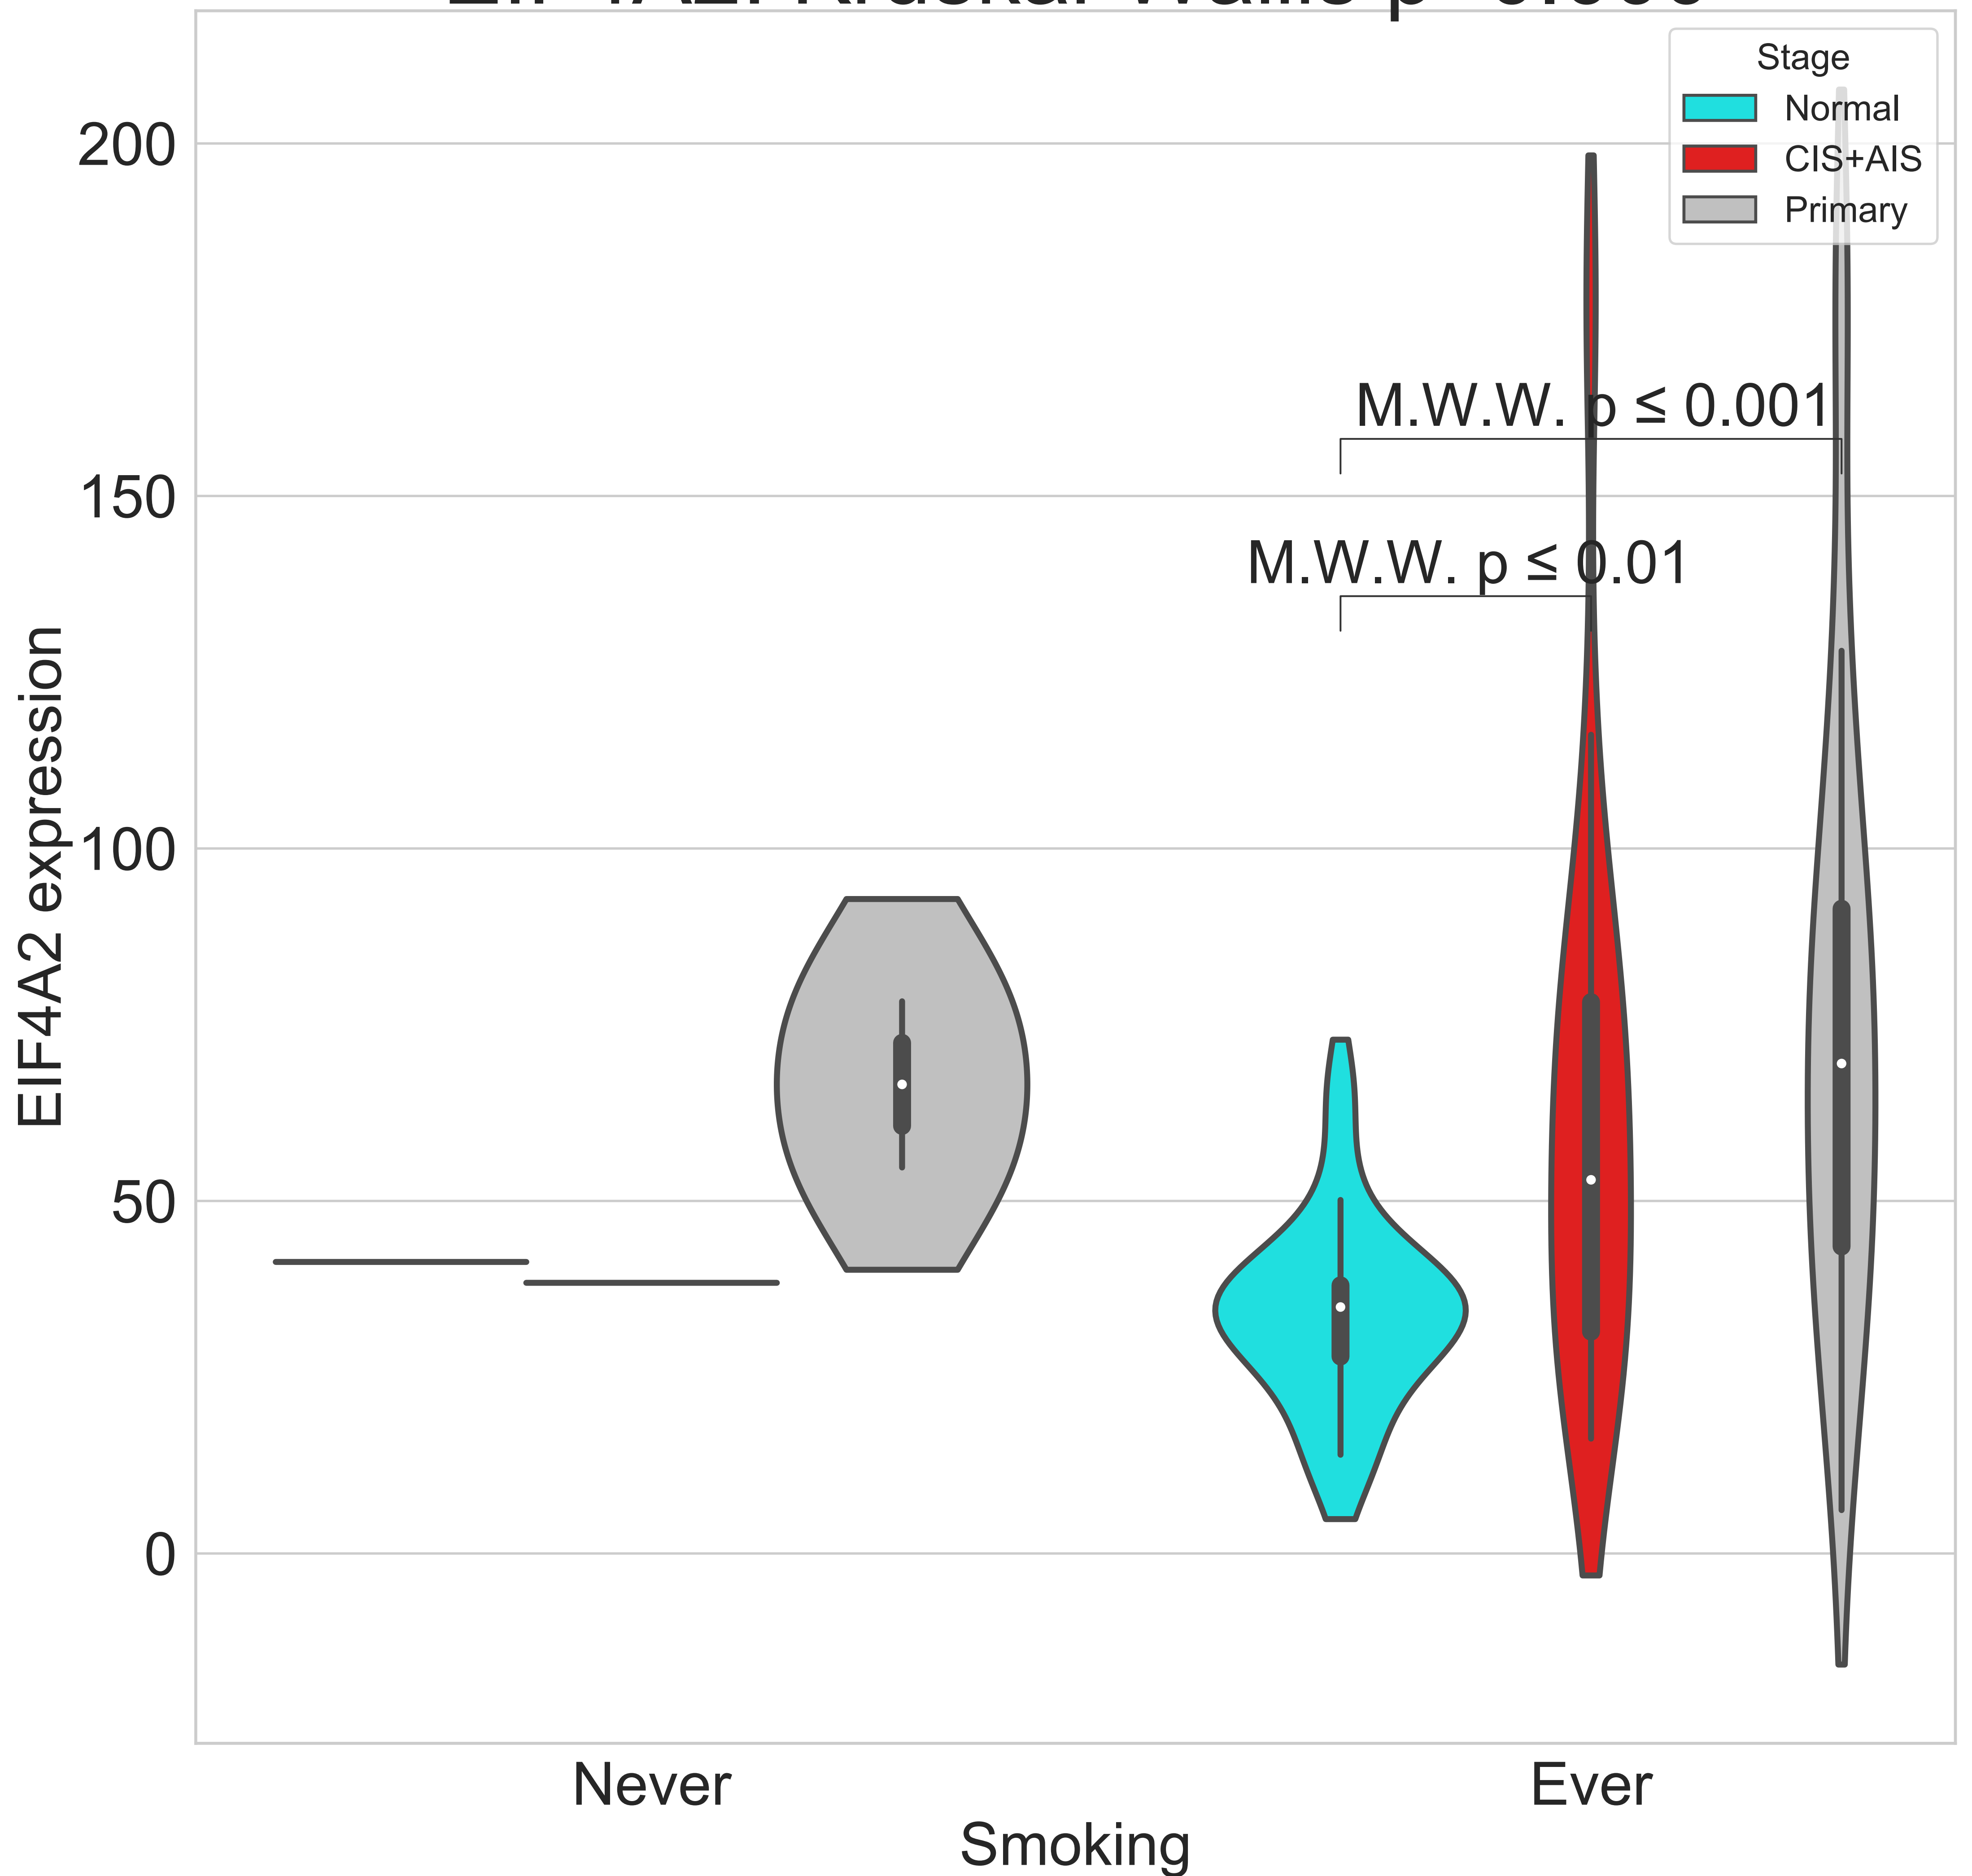 Stage
Normal
CIS+AIS
Primary
200
150
100
50
0
M.W.W. p ≤ 0.001
M.W.W. p ≤ 0.01
EIF4A2 expression
Never
Ever
Smoking